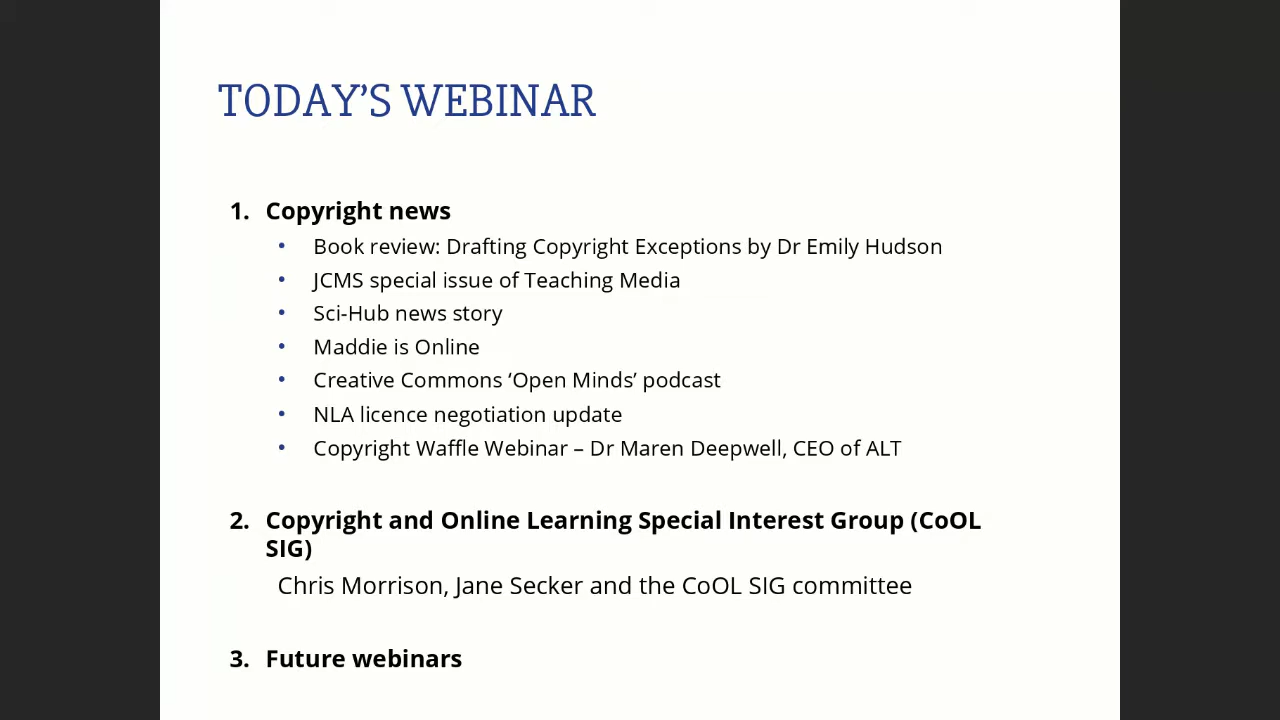 TODAY’S WEBINAR
1. Copyright news
• Book review: Drafting Copyright Exceptions by Dr Emily Hudson
• JCMS special issue of Teaching Media
• Sci-Hub news story
• Maddie is Online
• Creative Commons ‘Open Minds’ podcast
• NLA licence negotiation update
• Copyright Waffle Webinar – Dr Maren Deepwell, CEO of ALT
2. Copyright and Online Learning Special Interest Group (CoOL
SIG)
Chris Morrison, Jane Secker and the CoOL SIG committee
3. Future webinars